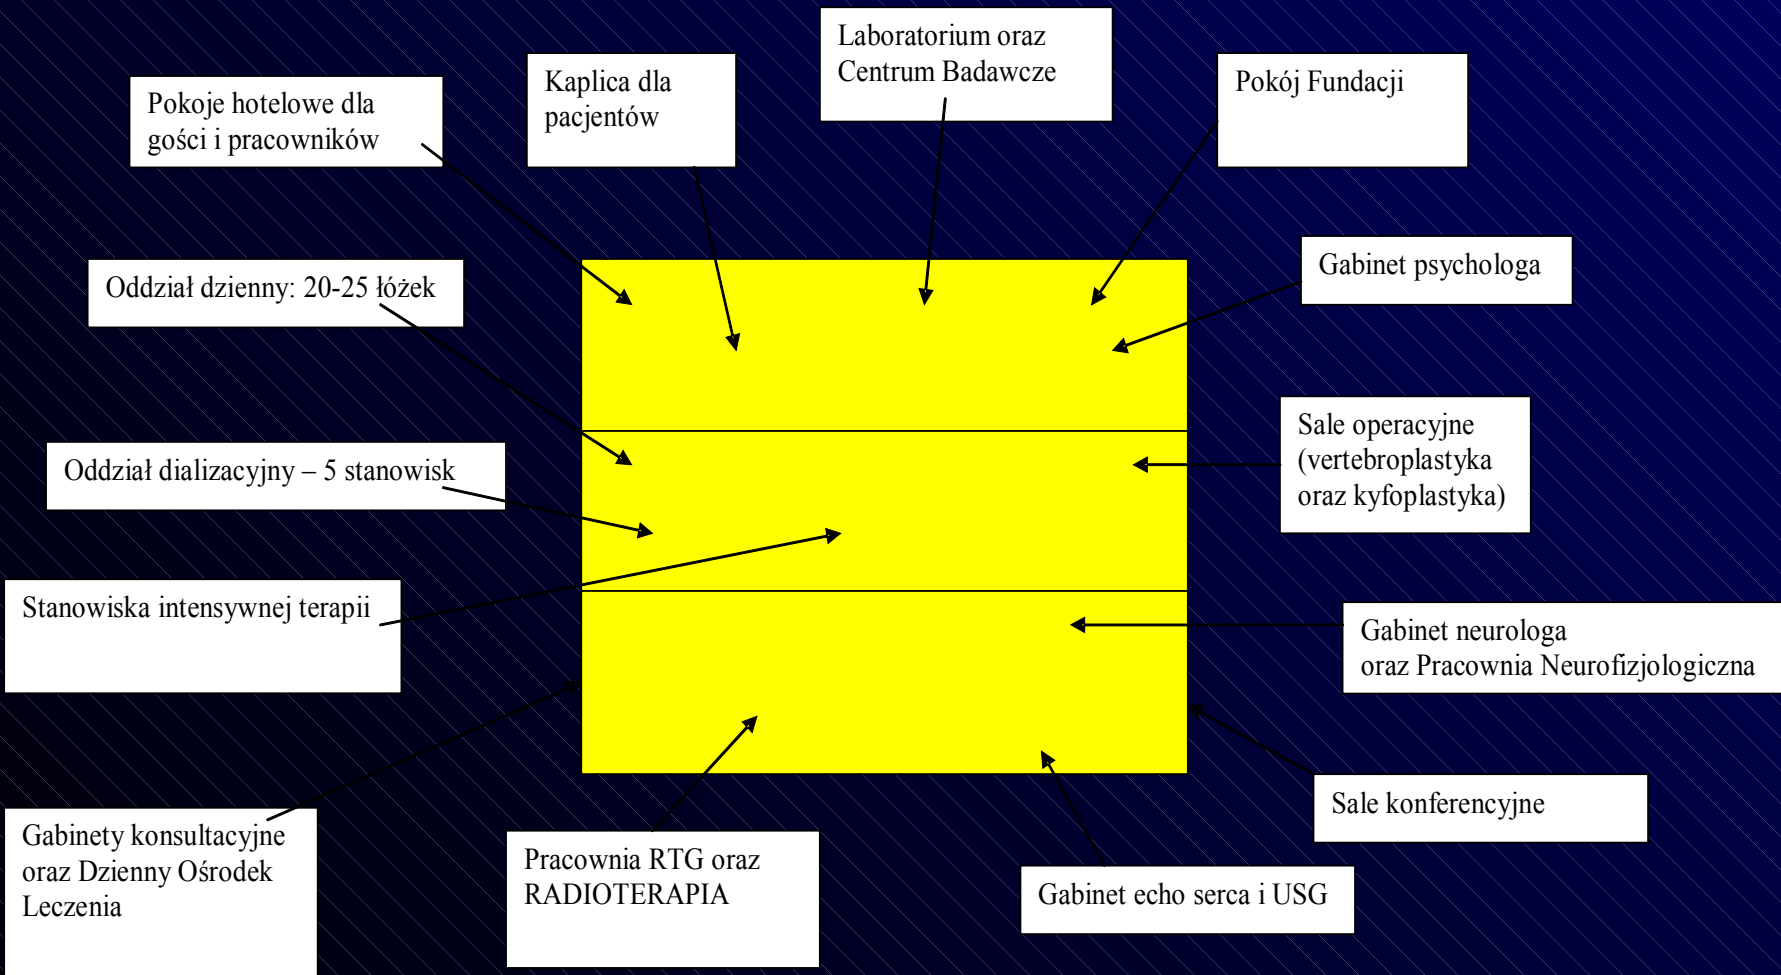 Laboratorium oraz
Centrum Badawcze
Kaplica dla
pacjentów
Pokój Fundacji
Pokoje hotelowe dla
gości i pracowników
Gabinet psychologa
Oddział dzienny: 20-25 łóżek
Sale operacyjne
(vertebroplastyka
oraz kyfoplastyka)
Oddział dializacyjny – 5 stanowisk
Stanowiska intensywnej terapii
Gabinet neurologa
oraz Pracownia Neurofizjologiczna
Sale konferencyjne
Gabinety konsultacyjne
oraz Dzienny Ośrodek
Leczenia
Pracownia RTG oraz
RADIOTERAPIA
Gabinet echo serca i USG